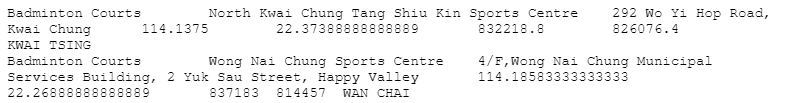 Badminton Courts North Kwai Chung Tang Shiu Kin Sports Centre 292 Wo Yi Hop Road,
Kwai Chung 114.1375 22.37388888888889 832218.8 826076.4
KWAI TSING
Badminton Courts Wong Nai Chung Sports Centre 4/F,Wong Nai Chung Municipal
Services Building, 2 Yuk Sau Street, Happy Valley 114.18583333333333
22.26888888888889 837183 814457 WAN CHAI